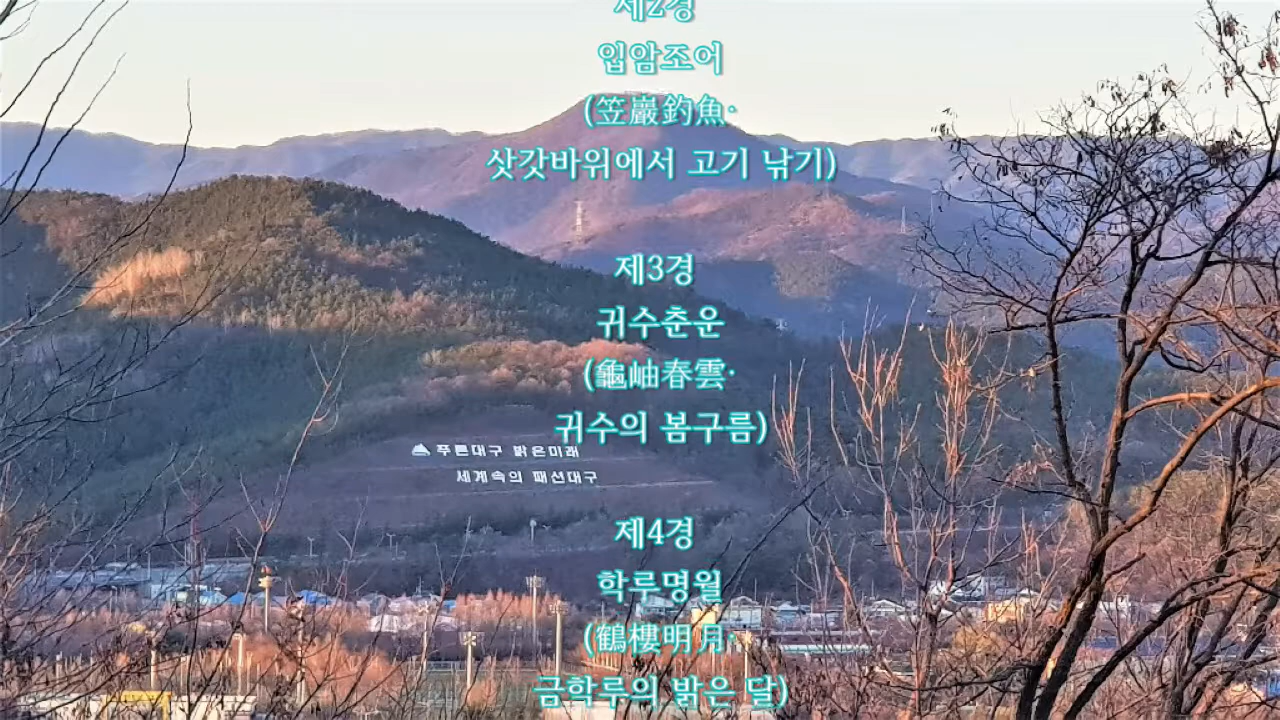 제2경
입암조어
(笠巖釣魚·
삿갓바위에서 고기 낚기)
제3경
귀수춘운
(龜岫春雲·
귀수의 봄구름)
푸른대구 밝은미래
세계속의 패션대구
제4경
학루명월
(鶴樓明月·
금학루의 밝은 달)